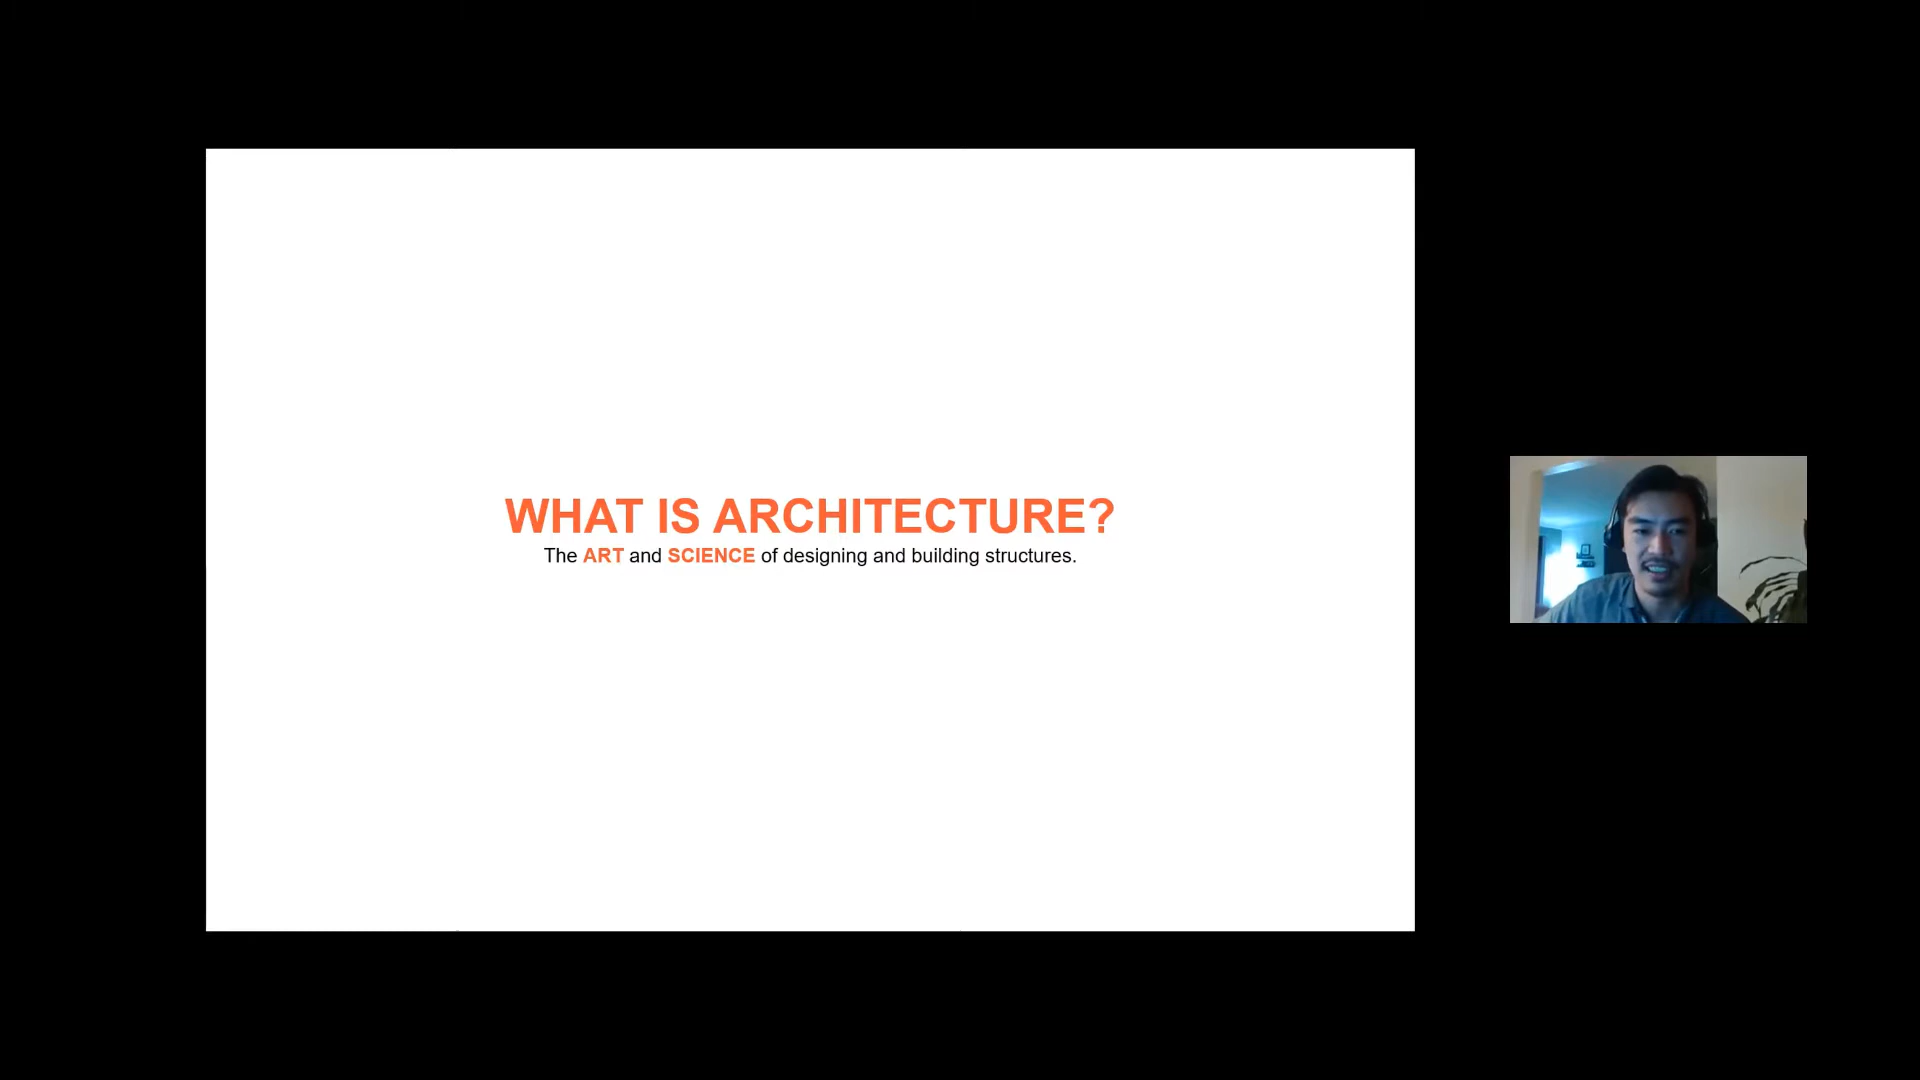 WHAT IS ARCHITECTURE?
The ART and SCIENCE of designing and building structures.